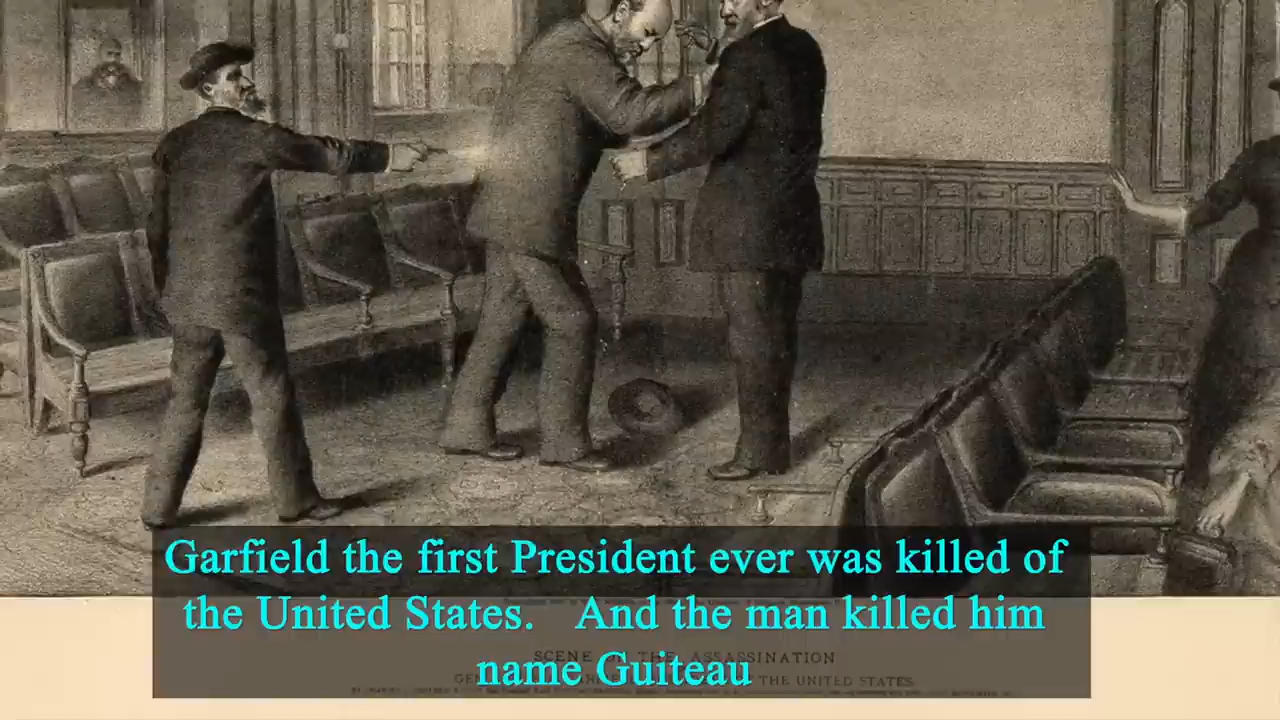 Garfield the first President ever was killed of
the United States.   And the man killed him
name Guiteau
SCENE OF THE ASSASSINATION
THE UNITED STATES.